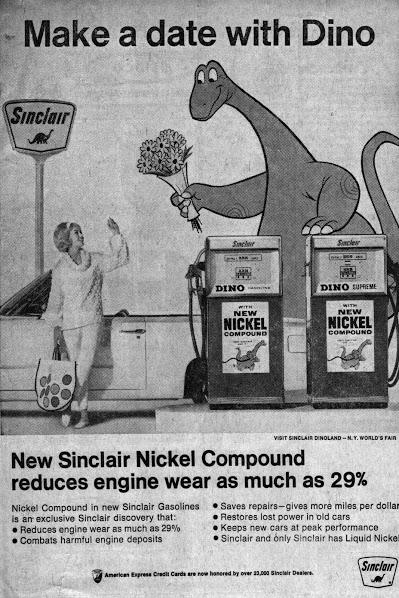 Make a date with Dino
Sinclair
Sinclair
Sinclair
DINO GASOLINE
DINO SUPREME
WITH
NEW
NICKEL
COMPOUND
WITH
NEW
NICKEL
COMPOUND
VISIT SINCLAIR DINOLAND – N.Y. WORLD'S FAIR
New Sinclair Nickel Compound
reduces engine wear as much as 29%
Nickel Compound in new Sinclair Gasolines
is an exclusive Sinclair discovery that:
• Reduces engine wear as much as 29%
• Combats harmful engine deposits
• Saves repairs–gives more miles per dollar
• Restores lost power in old cars
• Keeps new cars at peak performance
• Sinclair and only Sinclair has Liquid Nickel
American Express Credit Cards are now honored by over 23,000 Sinclair Dealers.
Sinclair